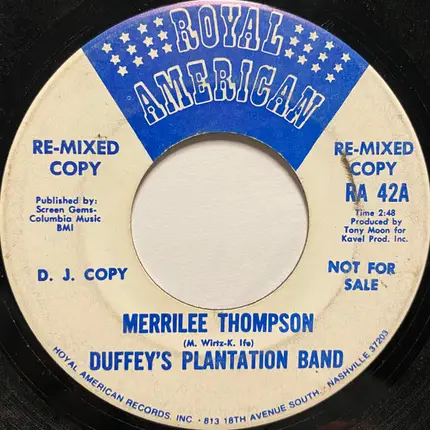 ROYAL
AMERICAN
RE-MIXED
COPY
RE-MIXED
COPY
RA 42A
Published by:
Screen Gems-
Columbia Music
BMI
Time 2:48
Produced by
Tony Moon for
Kavel Prod. Inc.
D. J. COPY
NOT FOR
SALE
MERRILEE THOMPSON
(M. Wirtz-K. Ife)
DUFFEY'S PLANTATION BAND
ROYAL AMERICAN RECORDS, INC. • 813 18TH AVENUE SOUTH, NASHVILLE 37203